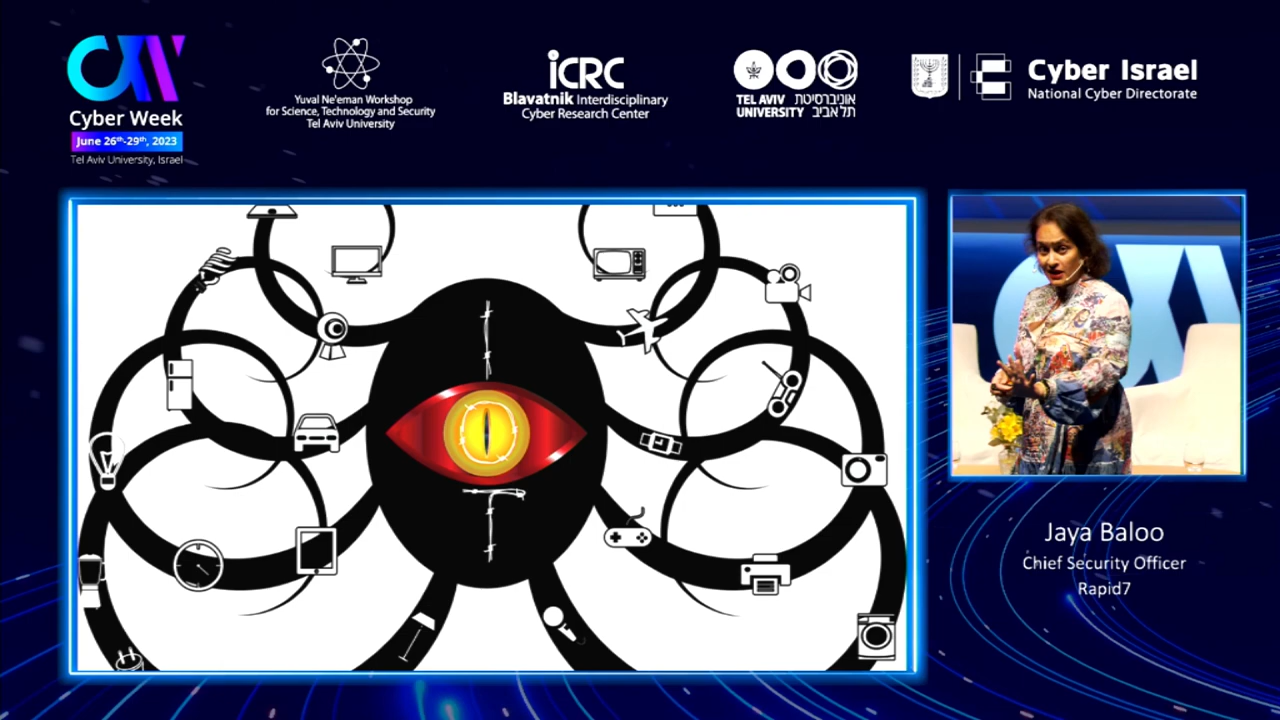 Cyber Week
June 26th-29th, 2023
Tel Aviv University, Israel
Yuval Ne'eman Workshop
for Science, Technology and Security
Tel Aviv University
iCRC
Blavatnik Interdisciplinary
Cyber Research Center
TEL AVIV אוניברסיטת
UNIVERSITY תל אביב
Cyber Israel
National Cyber Directorate
IoT
Jaya Baloo
Chief Security Officer
Rapid7